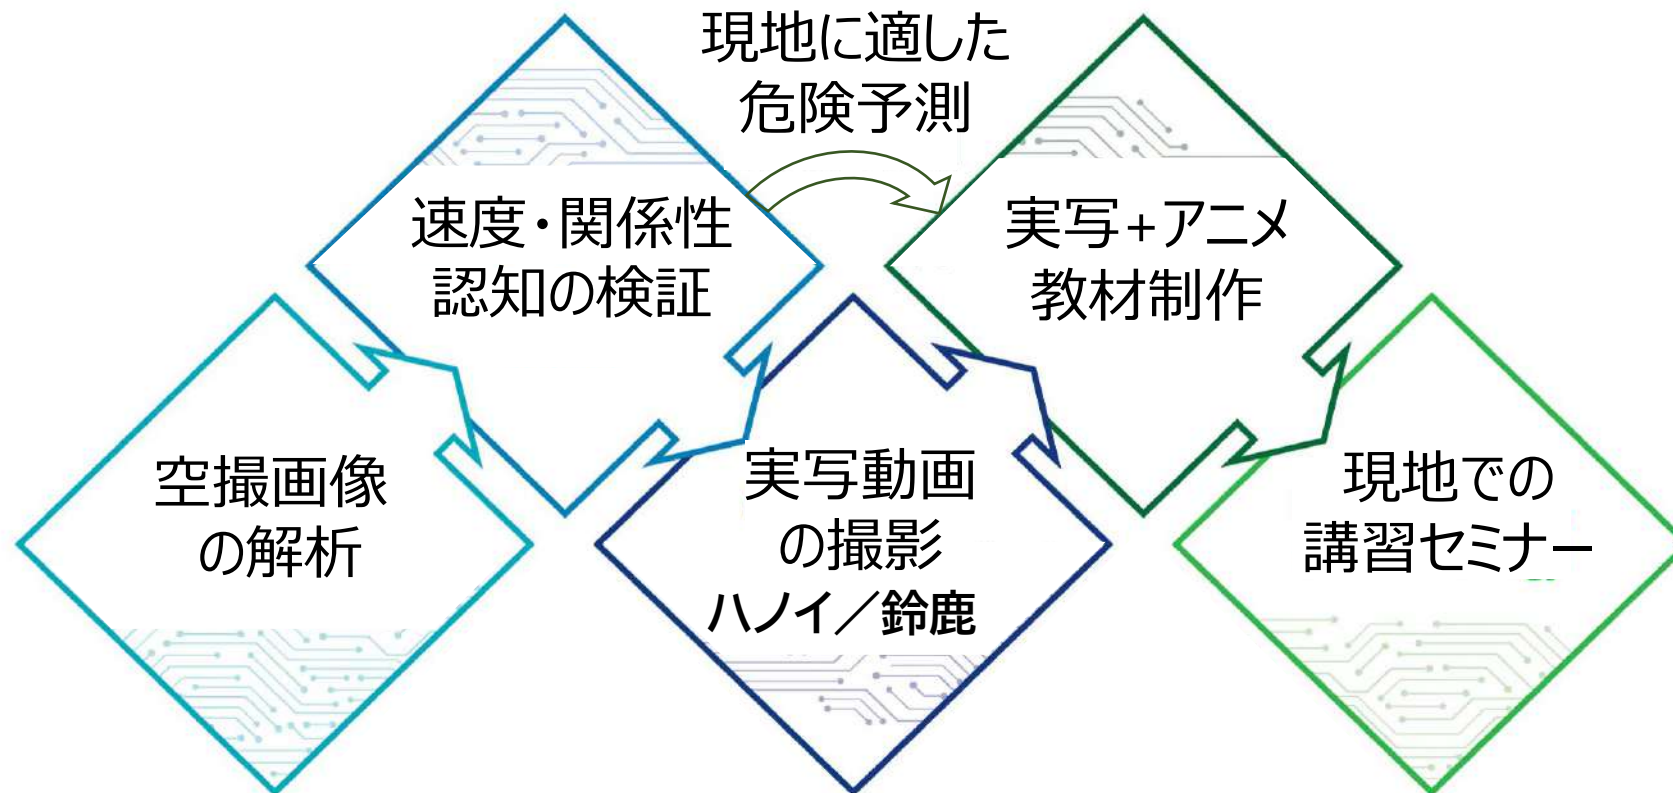 現地に適した
危険予測
速度・関係性
認知の検証
実写+アニメ
教材制作
空撮画像
の解析
実写動画
の撮影
ハノイ／鈴鹿
現地での
講習セミナー